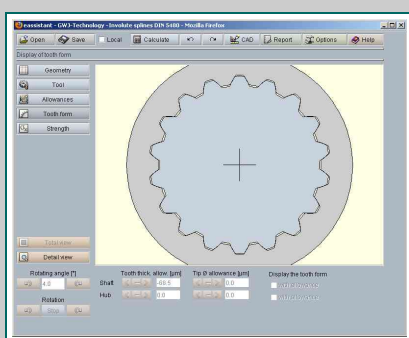 eassistant - GWJ-Technology - Involute splines DIN 5480 - Mozilla Firefox
Open Save Local Calculate CAD Report Options Help
Display of tooth form
Geometry
Tool
Allowances
Tooth form
Strength
Total view
Detail view
Rotating angle [°] Tooth thick. allow. [µm] Tip Ø allowance [µm] Display the tooth form
4.0 Shaft -68.5 0.0
Hub 0.0 0.0
Rotation
Stop